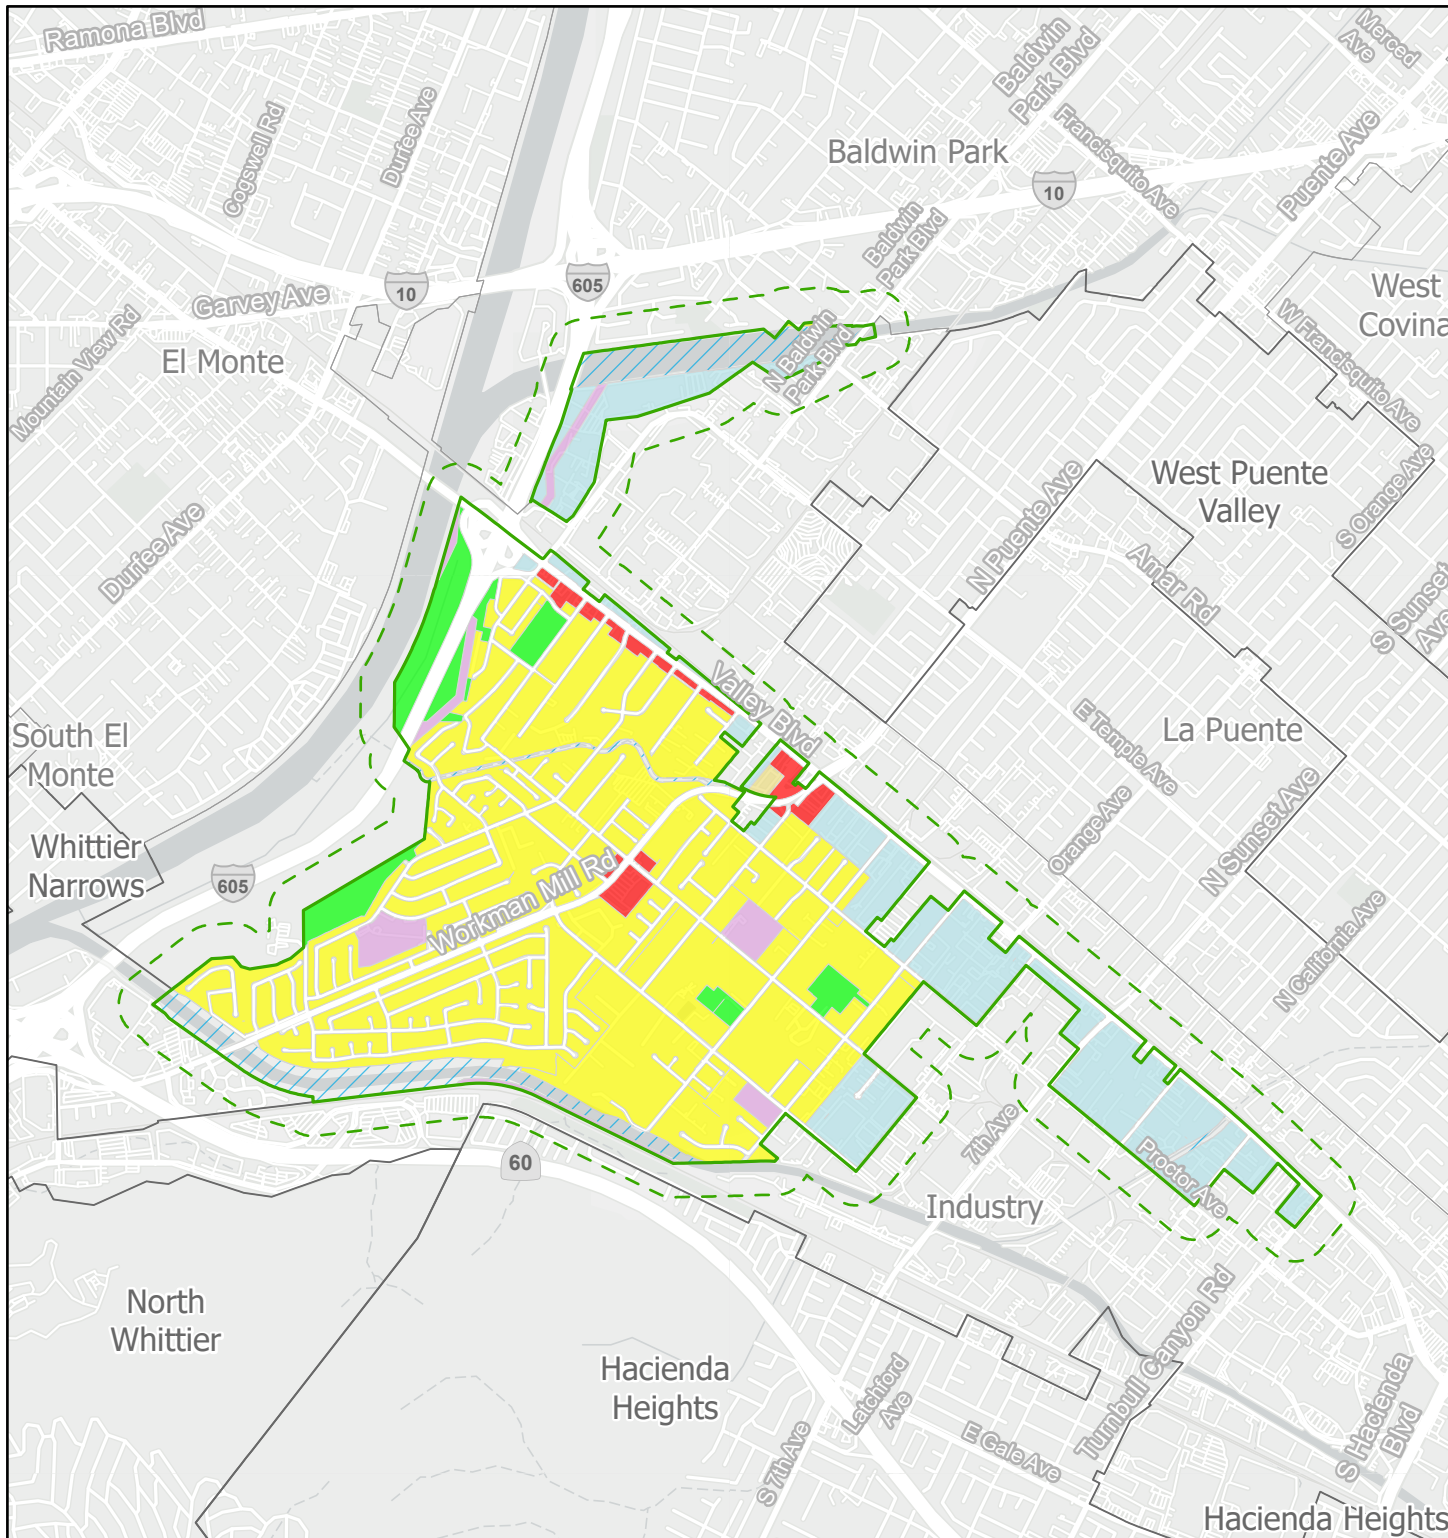 Ramona Blvd
Cogswell Rd
Durfee Ave
Baldwin
Park Blvd
Merced
Ave
Baldwin Park
Francisquito Ave
Puente Ave
10
Baldwin
Park Blvd
605
10
Garvey Ave
West
Covina
Mountain View Rd
El Monte
N Baldwin
Park Blvd
W Francisquito Ave
West Puente
Valley
S Orange Ave
Durfee Ave
N Puente Ave
Amar Rd
S Sunset
Ave
Valley Blvd
South El
Monte
E Temple Ave
La Puente
Orange Ave
N Sunset Ave
Whittier
Narrows
605
Workman Mill Rd
N California Ave
7th Ave
60
Proctor Ave
Industry
North
Whittier
Turnbull Canyon Rd
Hacienda
Heights
Latchford
Ave
S Hacienda
Blvd
E Gale Ave
S 7th Ave
Hacienda Heights